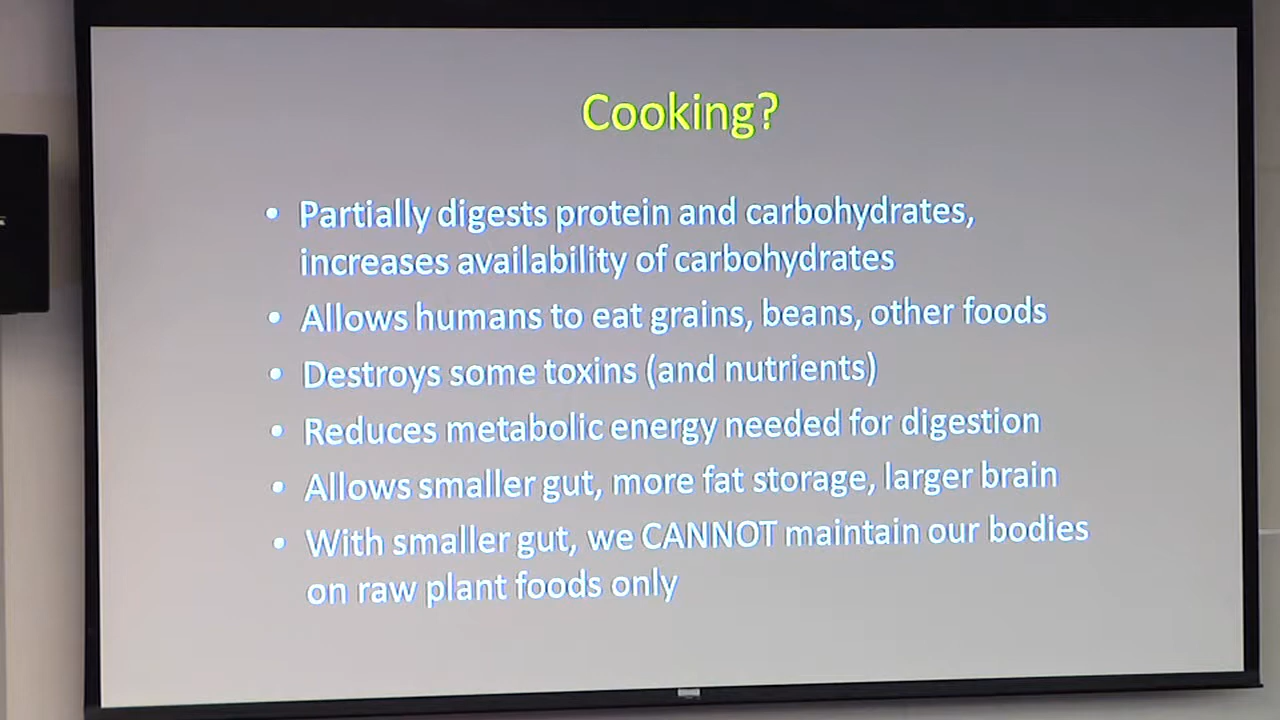 Cooking?
• Partially digests protein and carbohydrates,
increases availability of carbohydrates
• Allows humans to eat grains, beans, other foods
• Destroys some toxins (and nutrients)
• Reduces metabolic energy needed for digestion
• Allows smaller gut, more fat storage, larger brain
• With smaller gut, we CANNOT maintain our bodies
on raw plant foods only